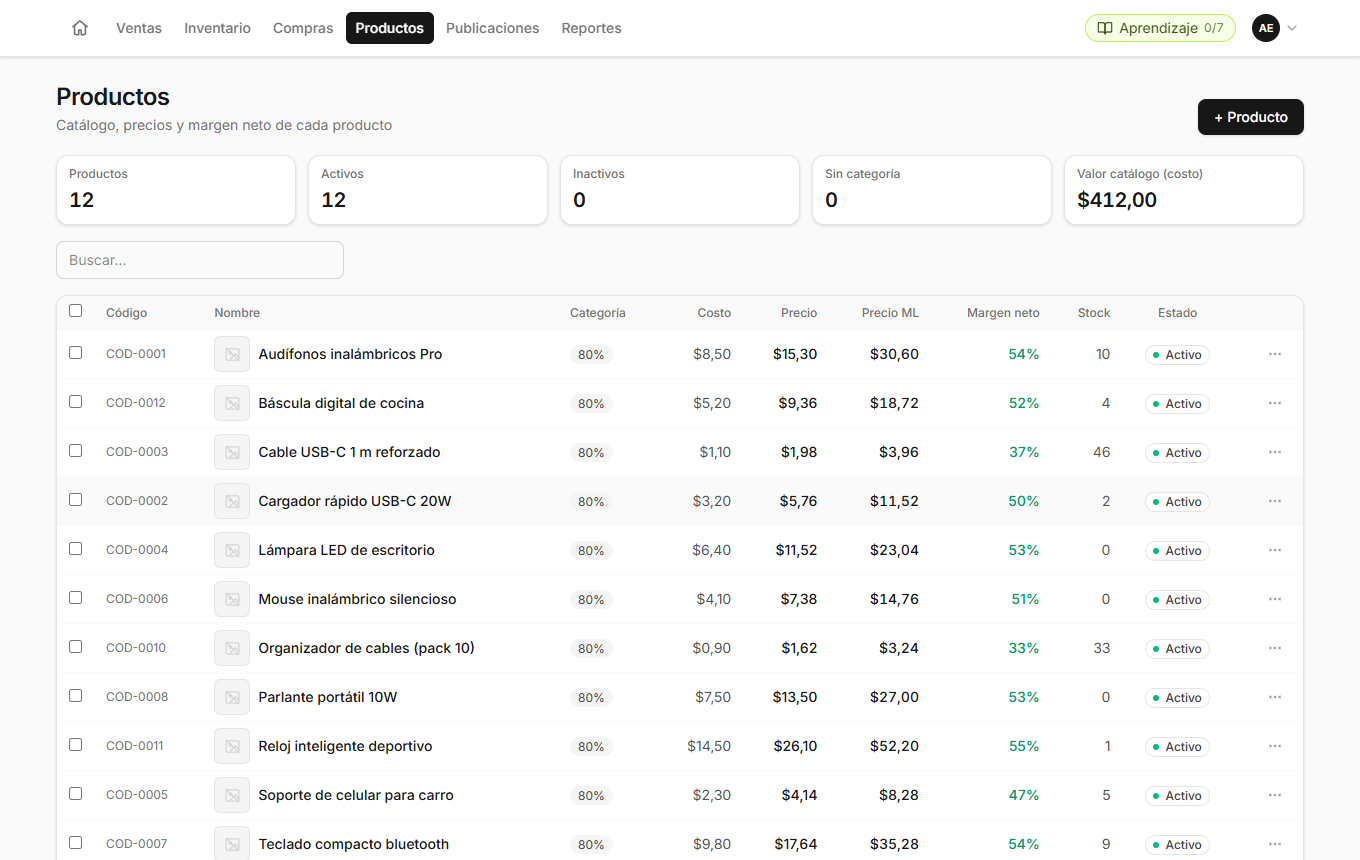 Ventas Inventario Compras Productos Publicaciones Reportes Aprendizaje 0/7 AE
Productos
Catálogo, precios y margen neto de cada producto
+ Producto
Productos Activos Inactivos Sin categoría Valor catálogo (costo)
12 12 0 0 $412,00
Buscar...
Código Nombre Categoría Costo Precio Precio ML Margen neto Stock Estado
COD-0001 Audífonos inalámbricos Pro 80% $8,50 $15,30 $30,60 54% 10 Activo ...
COD-0012 Báscula digital de cocina 80% $5,20 $9,36 $18,72 52% 4 Activo ...
COD-0003 Cable USB-C 1 m reforzado 80% $1,10 $1,98 $3,96 37% 46 Activo ...
COD-0002 Cargador rápido USB-C 20W 80% $3,20 $5,76 $11,52 50% 2 Activo ...
COD-0004 Lámpara LED de escritorio 80% $6,40 $11,52 $23,04 53% 0 Activo ...
COD-0006 Mouse inalámbrico silencioso 80% $4,10 $7,38 $14,76 51% 0 Activo ...
COD-0010 Organizador de cables (pack 10) 80% $0,90 $1,62 $3,24 33% 33 Activo ...
COD-0008 Parlante portátil 10W 80% $7,50 $13,50 $27,00 53% 0 Activo ...
COD-0011 Reloj inteligente deportivo 80% $14,50 $26,10 $52,20 55% 1 Activo ...
COD-0005 Soporte de celular para carro 80% $2,30 $4,14 $8,28 47% 5 Activo ...
COD-0007 Teclado compacto bluetooth 80% $9,80 $17,64 $35,28 54% 9 Activo ...